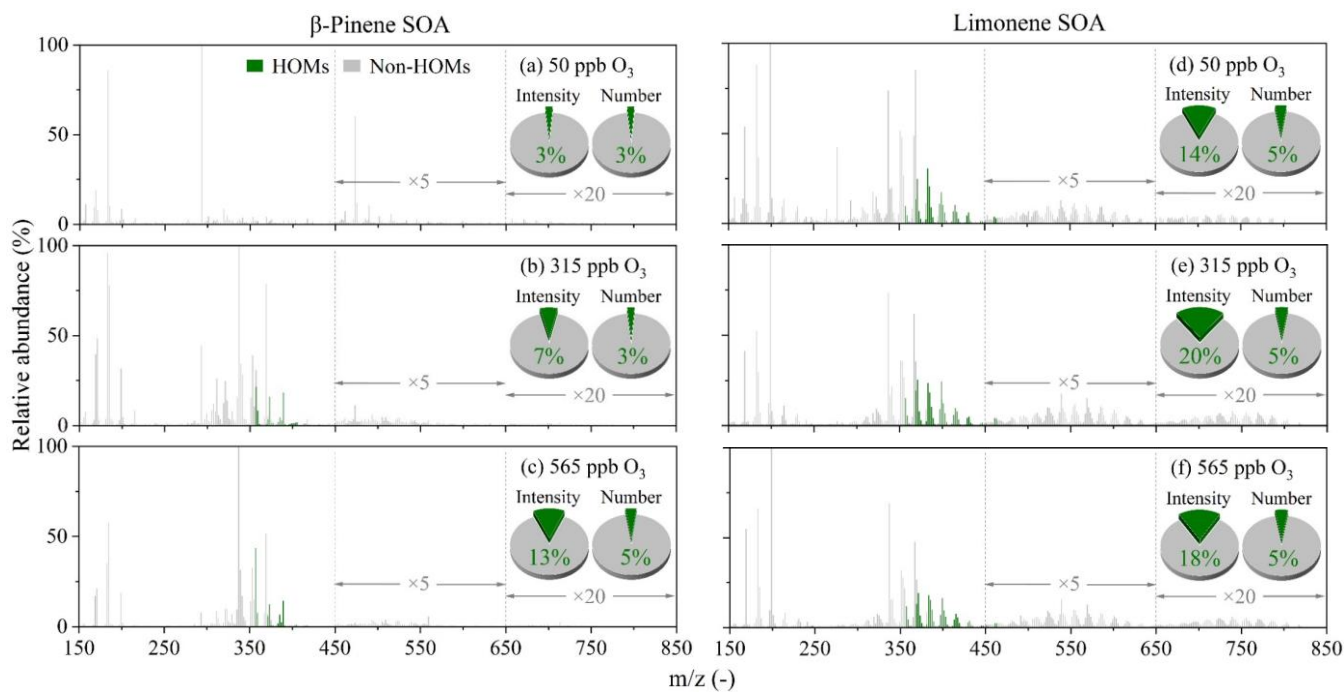 β-Pinene SOA
Limonene SOA
Relative abundance (%)
100
50
0
HOMs
Non-HOMs
(a) 50 ppb O₃
Intensity
Number
3%
3%
×5
×20
100
50
0
(b) 315 ppb O₃
Intensity
Number
7%
3%
×5
×20
100
50
0
(c) 565 ppb O₃
Intensity
Number
13%
5%
×5
×20
150 250 350 450 550 650 750 850
(d) 50 ppb O₃
Intensity
Number
14%
5%
×5
×20
(e) 315 ppb O₃
Intensity
Number
20%
5%
×5
×20
(f) 565 ppb O₃
Intensity
Number
18%
5%
×5
×20
150 250 350 450 550 650 750 850
m/z (-)